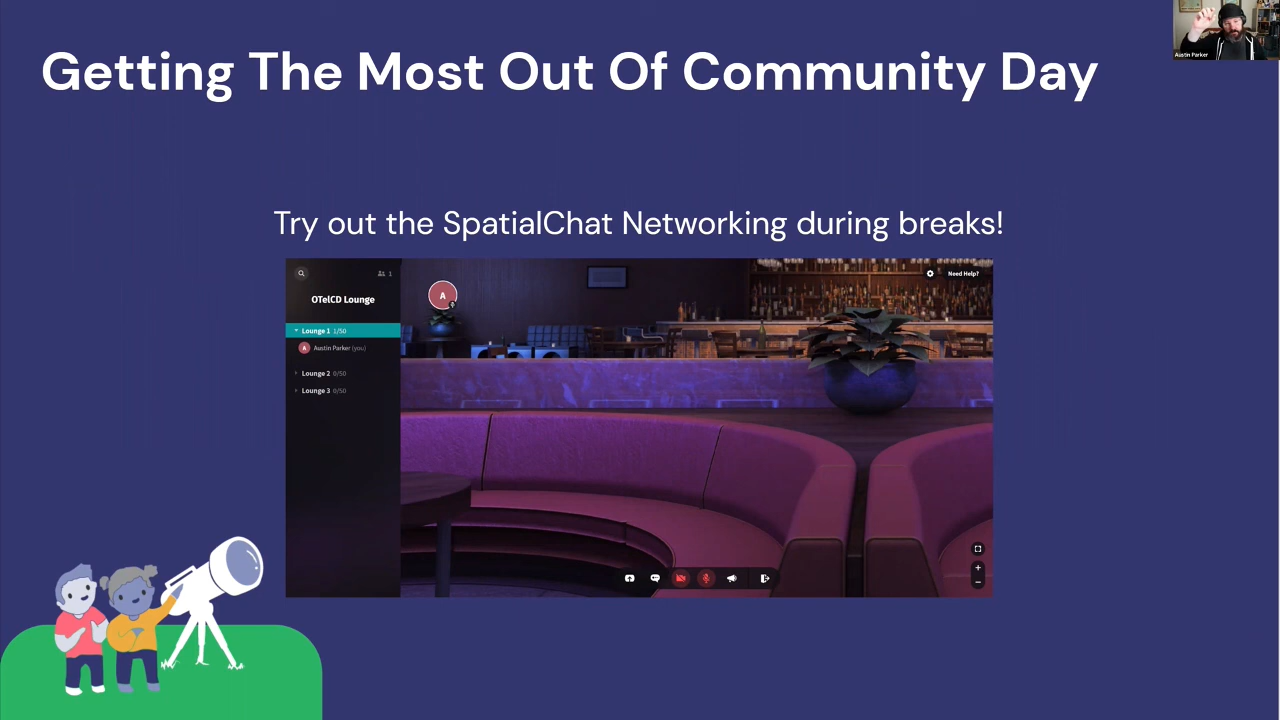 Getting The Most Out Of Community Day
Austin Parker
Try out the SpatialChat Networking during breaks!
1
A
Need Help?
OTelCD Lounge
Lounge 1 1/50
A Austin Parker (you)
Lounge 2 0/50
Lounge 3 0/50